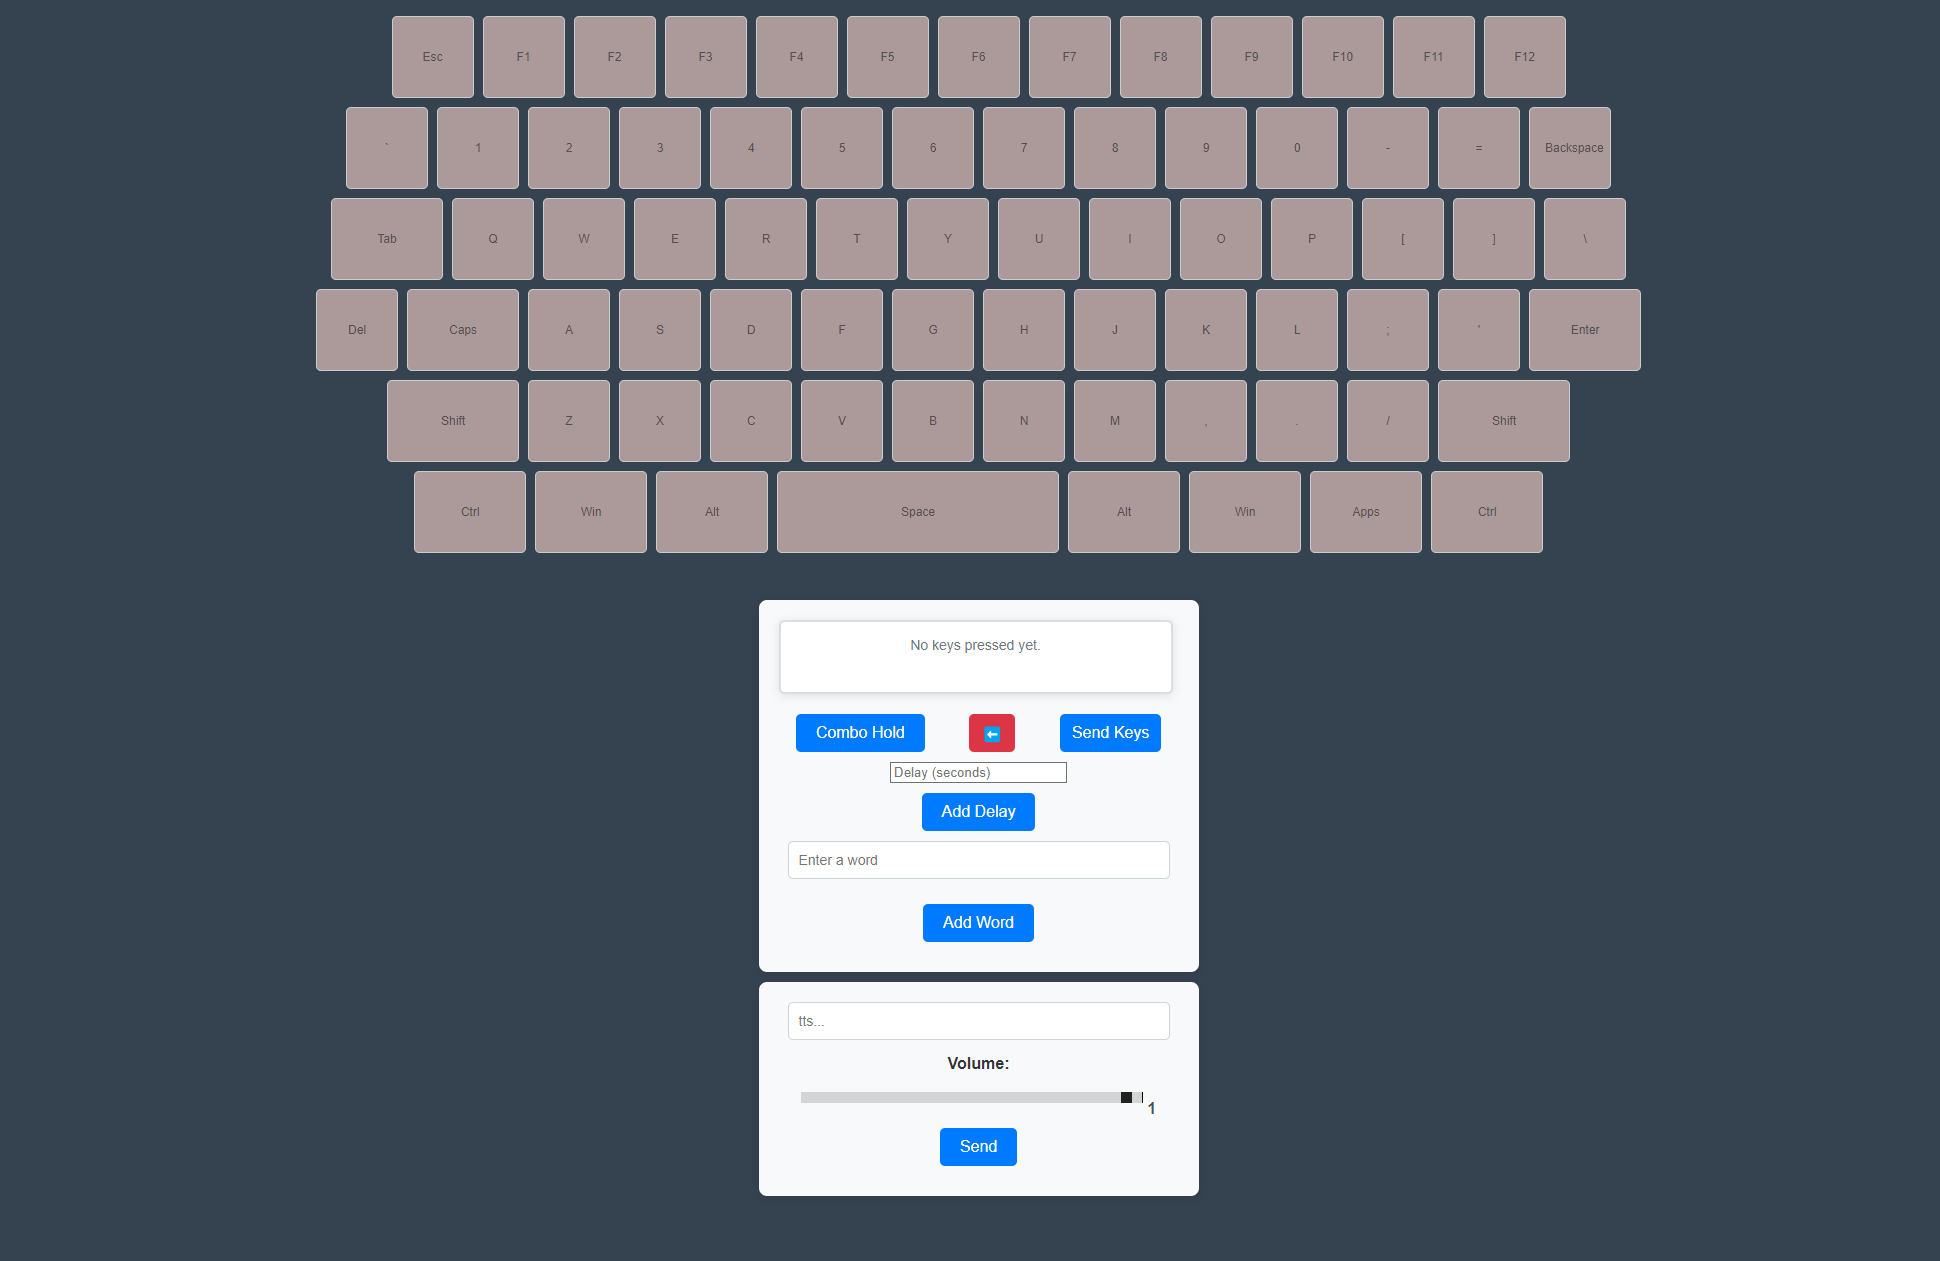 Esc F1 F2 F3 F4 F5 F6 F7 F8 F9 F10 F11 F12
` 1 2 3 4 5 6 7 8 9 0 - = Backspace
Tab Q W E R T Y U I O P [ ] \
Del Caps A S D F G H J K L ; ' Enter
Shift Z X C V B N M , . / Shift
Ctrl Win Alt Space Alt Win Apps Ctrl
No keys pressed yet.
Combo Hold Send Keys
Delay (seconds)
Add Delay
Enter a word
Add Word
tts...
Volume:
1
Send